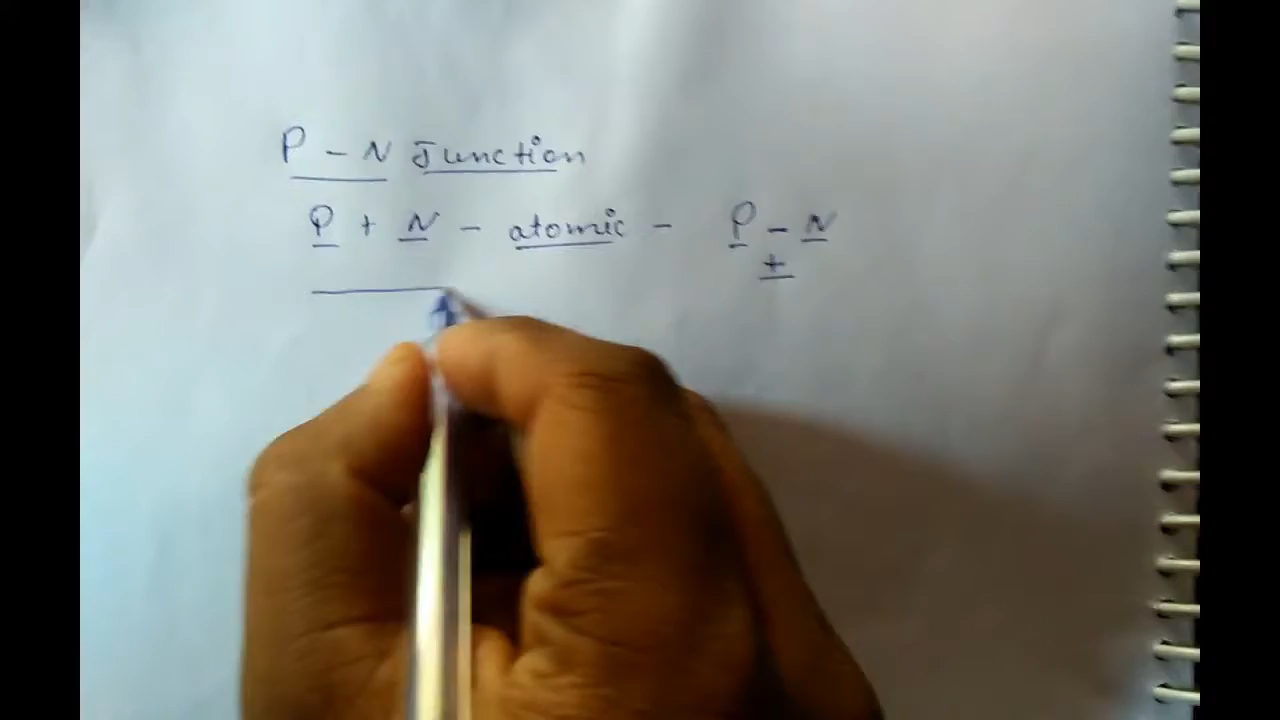 P - N Junction
P + N - atomic - P - N
+